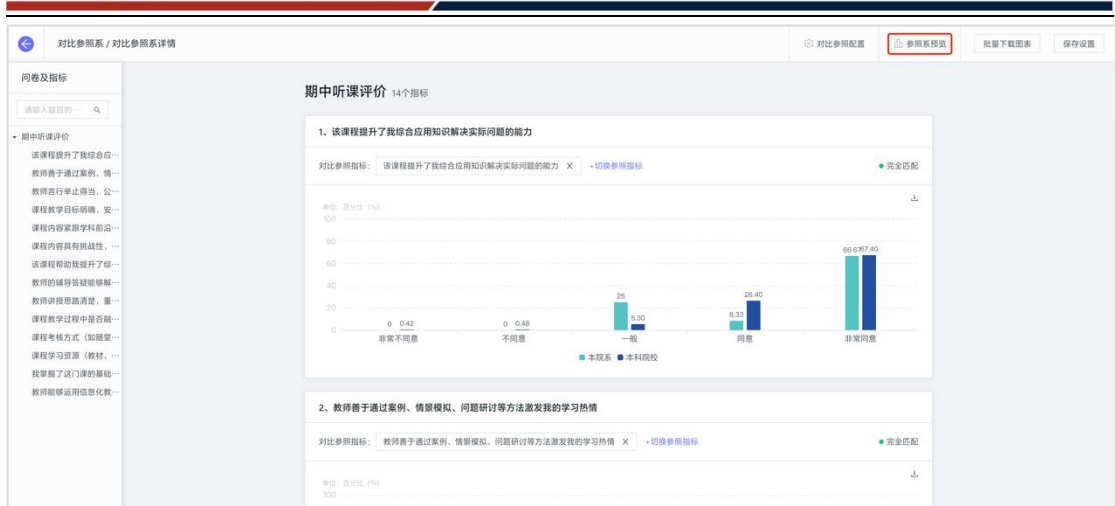 对比参照系 / 对比参照系详情
对比参照配置
参照系预览
批量下载图表
保存设置
问卷及指标
请输入题目的…
期中听课评价
该课程提升了我综合应…
教师善于通过案例、情…
教师言行举止得当，公…
课程教学目标明确，安…
课程内容紧跟学科前沿…
课程内容具有挑战性，…
该课程帮助我提升了综…
教师的辅导答疑能够解…
教师讲授思路清楚，重…
课程教学过程中是否融…
课程考核方式（如随堂…
课程学习资源（教材、…
我掌握了这门课的基础…
教师能够运用信息化教…
期中听课评价 14个指标
1、该课程提升了我综合应用知识解决实际问题的能力
对比参照指标： 该课程提升了我综合应用知识解决实际问题的能力 X +切换参照指标
完全匹配
单位：百分比（%）
100
80
60
40
20
0
0 0.42
0 0.48
25 5.30
8.33 26.40
66.67 67.40
非常不同意 不同意 一般 同意 非常同意
本院系 本科院校
2、教师善于通过案例、情景模拟、问题研讨等方法激发我的学习热情
对比参照指标： 教师善于通过案例、情景模拟、问题研讨等方法激发我的学习热情 X +切换参照指标
完全匹配
单位：百分比（%）
100